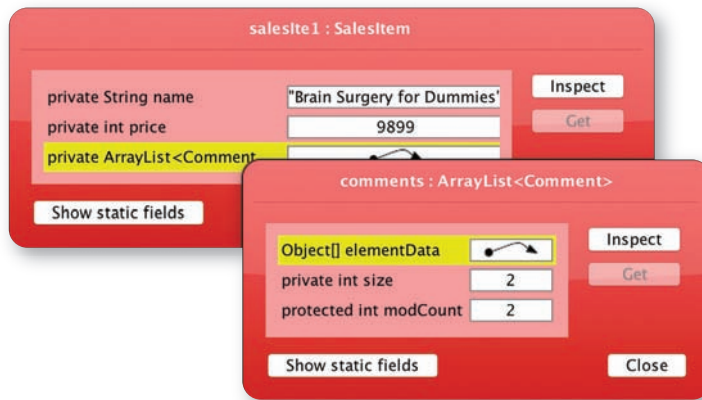 salesIte1 : SalesItem
private String name "Brain Surgery for Dummies"
Inspect
private int price 9899
Get
private ArrayList<Comment
Show static fields
comments : ArrayList<Comment>
Object[] elementData
Inspect
private int size 2
Get
protected int modCount 2
Show static fields
Close